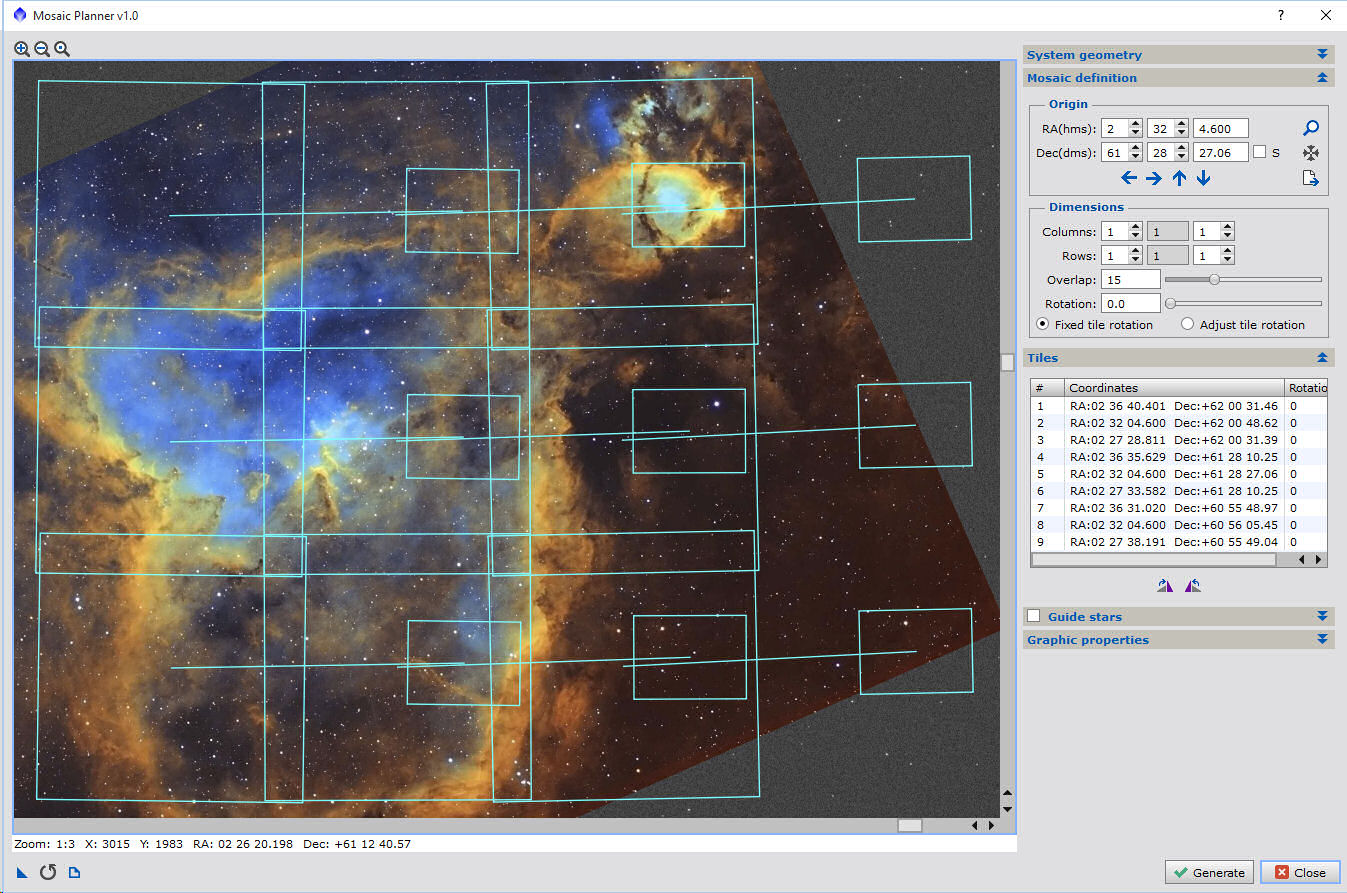 Mosaic Planner v1.0
?
System geometry
Mosaic definition
Origin
RA(hms): 2 32 4.600
Dec(dms): 61 28 27.06 S
Dimensions
Columns: 1 1 1
Rows: 1 1 1
Overlap: 15
Rotation: 0.0
Fixed tile rotation Adjust tile rotation
Tiles
# Coordinates Rotatio
1 RA:02 36 40.401 Dec:+62 00 31.46 0
2 RA:02 32 04.600 Dec:+62 00 48.62 0
3 RA:02 27 28.811 Dec:+62 00 31.39 0
4 RA:02 36 35.629 Dec:+61 28 10.25 0
5 RA:02 32 04.600 Dec:+61 28 27.06 0
6 RA:02 27 33.582 Dec:+61 28 10.25 0
7 RA:02 36 31.020 Dec:+60 55 48.97 0
8 RA:02 32 04.600 Dec:+60 56 05.45 0
9 RA:02 27 38.191 Dec:+60 55 49.04 0
Guide stars
Graphic properties
Zoom: 1:3 X: 3015 Y: 1983 RA: 02 26 20.198 Dec: +61 12 40.57
Generate Close